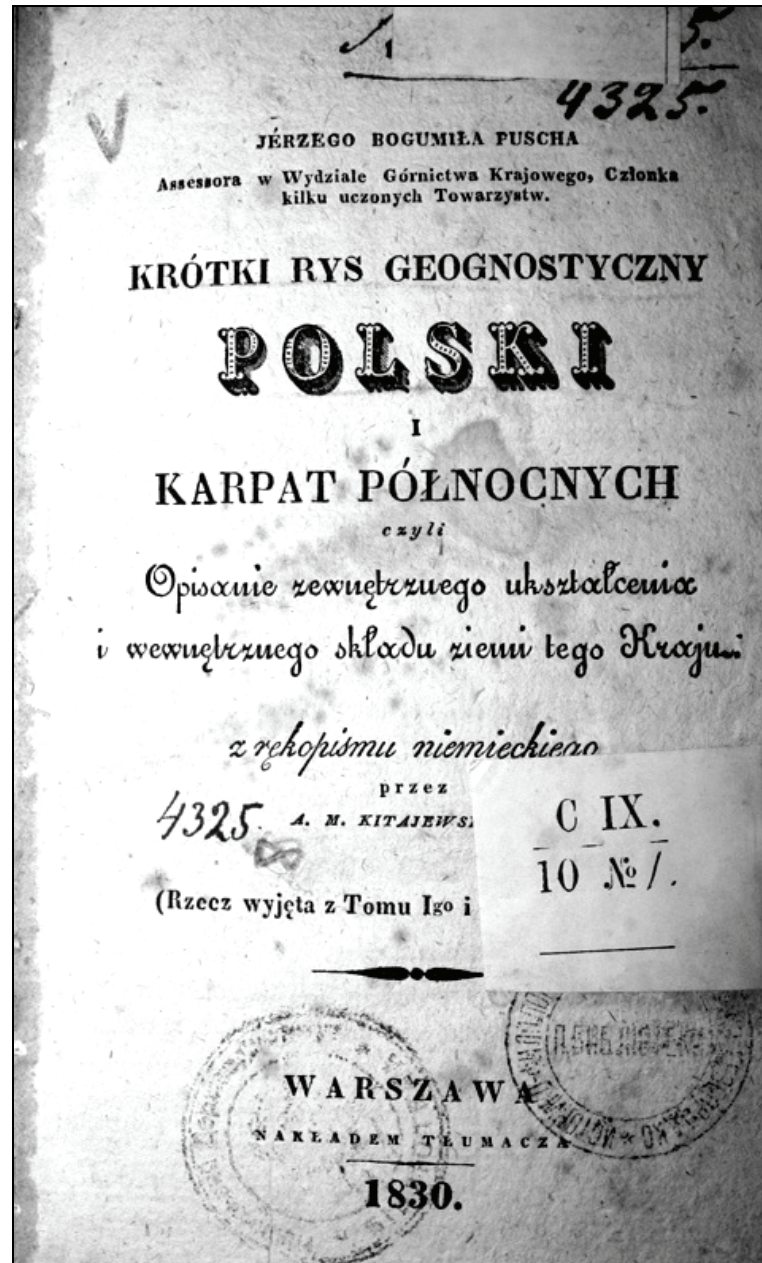 4325.
JÉRZEGO BOGUMIŁA PUSCHA
Assessora w Wydziale Górnictwa Krajowego, Członka
kilku uczonych Towarzystw.
KRÓTKI RYS GEOGNOSTYCZNY
POLSKI
I
KARPAT PÓŁNOCNYCH
czyli
Opisanie zewnętrznego ukształcenia
i wewnętrznego składu ziemi tego Kraju
z rękopismu niemieckiego
przez
4325. A. M. KITAJEWS
C IX.
10 № 1.
(Rzecz wyjęta z Tomu Igo i
WARSZAWA
NAKŁADEM TŁUMACZA
1830.